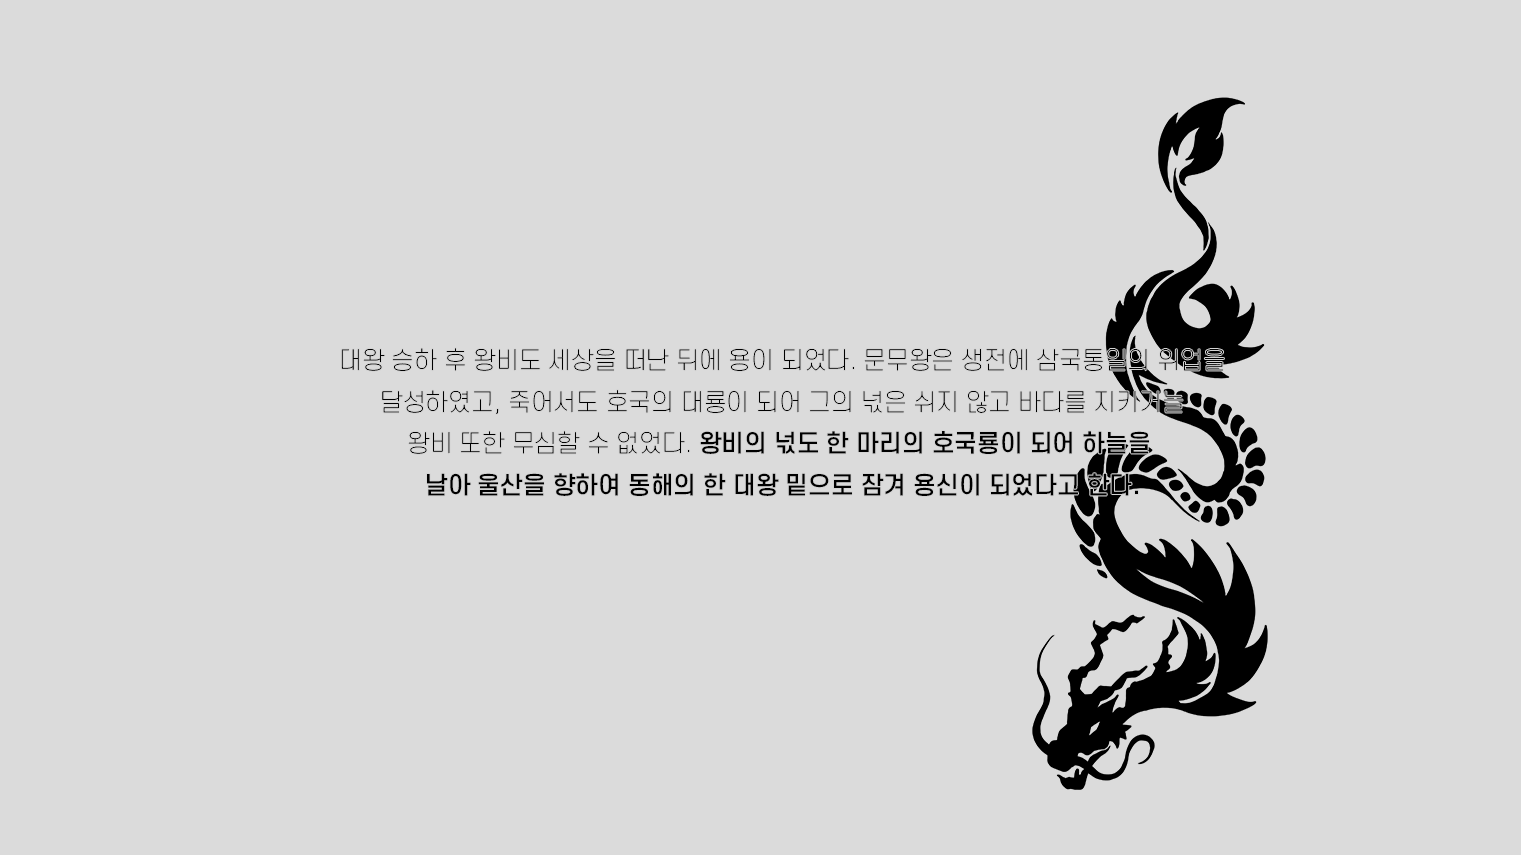 대왕 승하 후 왕비도 세상을 떠난 뒤에 용이 되었다. 문무왕은 생전에 삼국통일의 위업을
달성하였고, 죽어서도 호국의 대룡이 되어 그의 넋은 쉬지 않고 바다를 지키거늘
왕비 또한 무심할 수 없었다. 왕비의 넋도 한 마리의 호국룡이 되어 하늘을
날아 울산을 향하여 동해의 한 대왕 밑으로 잠겨 용신이 되었다고 한다.